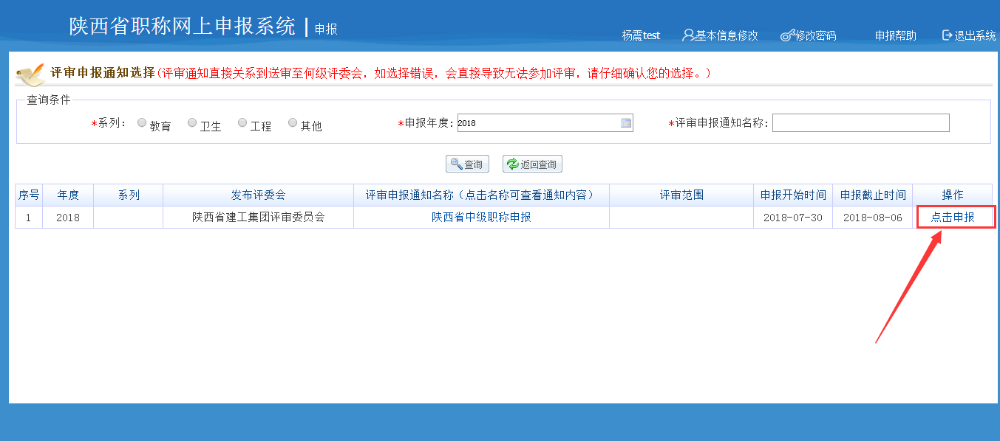 陕西省职称网上申报系统 | 申报
杨震test 基本信息修改 修改密码 申报帮助 退出系统
评审申报通知选择(评审通知直接关系到送审至何级评委会，如选择错误，会直接导致无法参加评审，请仔细确认您的选择。)
查询条件
*系列： 教育 卫生 工程 其他 *申报年度: 2018 *评审申报通知名称:
查询 返回查询
序号 年度 系列 发布评委会 评审申报通知名称（点击名称可查看通知内容） 评审范围 申报开始时间 申报截止时间 操作
1 2018 陕西省建工集团评审委员会 陕西省中级职称申报 2018-07-30 2018-08-06 点击申报